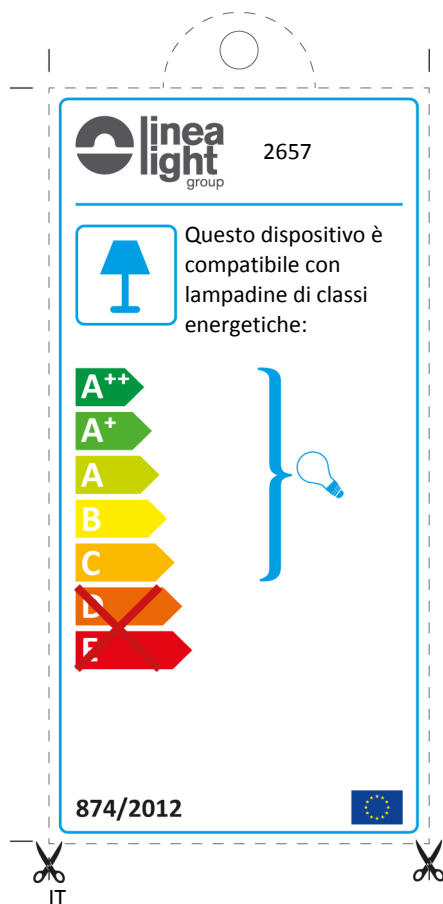 linea
light
group
2657
Questo dispositivo è
compatibile con
lampadine di classi
energetiche:
A++
A+
A
B
C
D
E
874/2012
IT